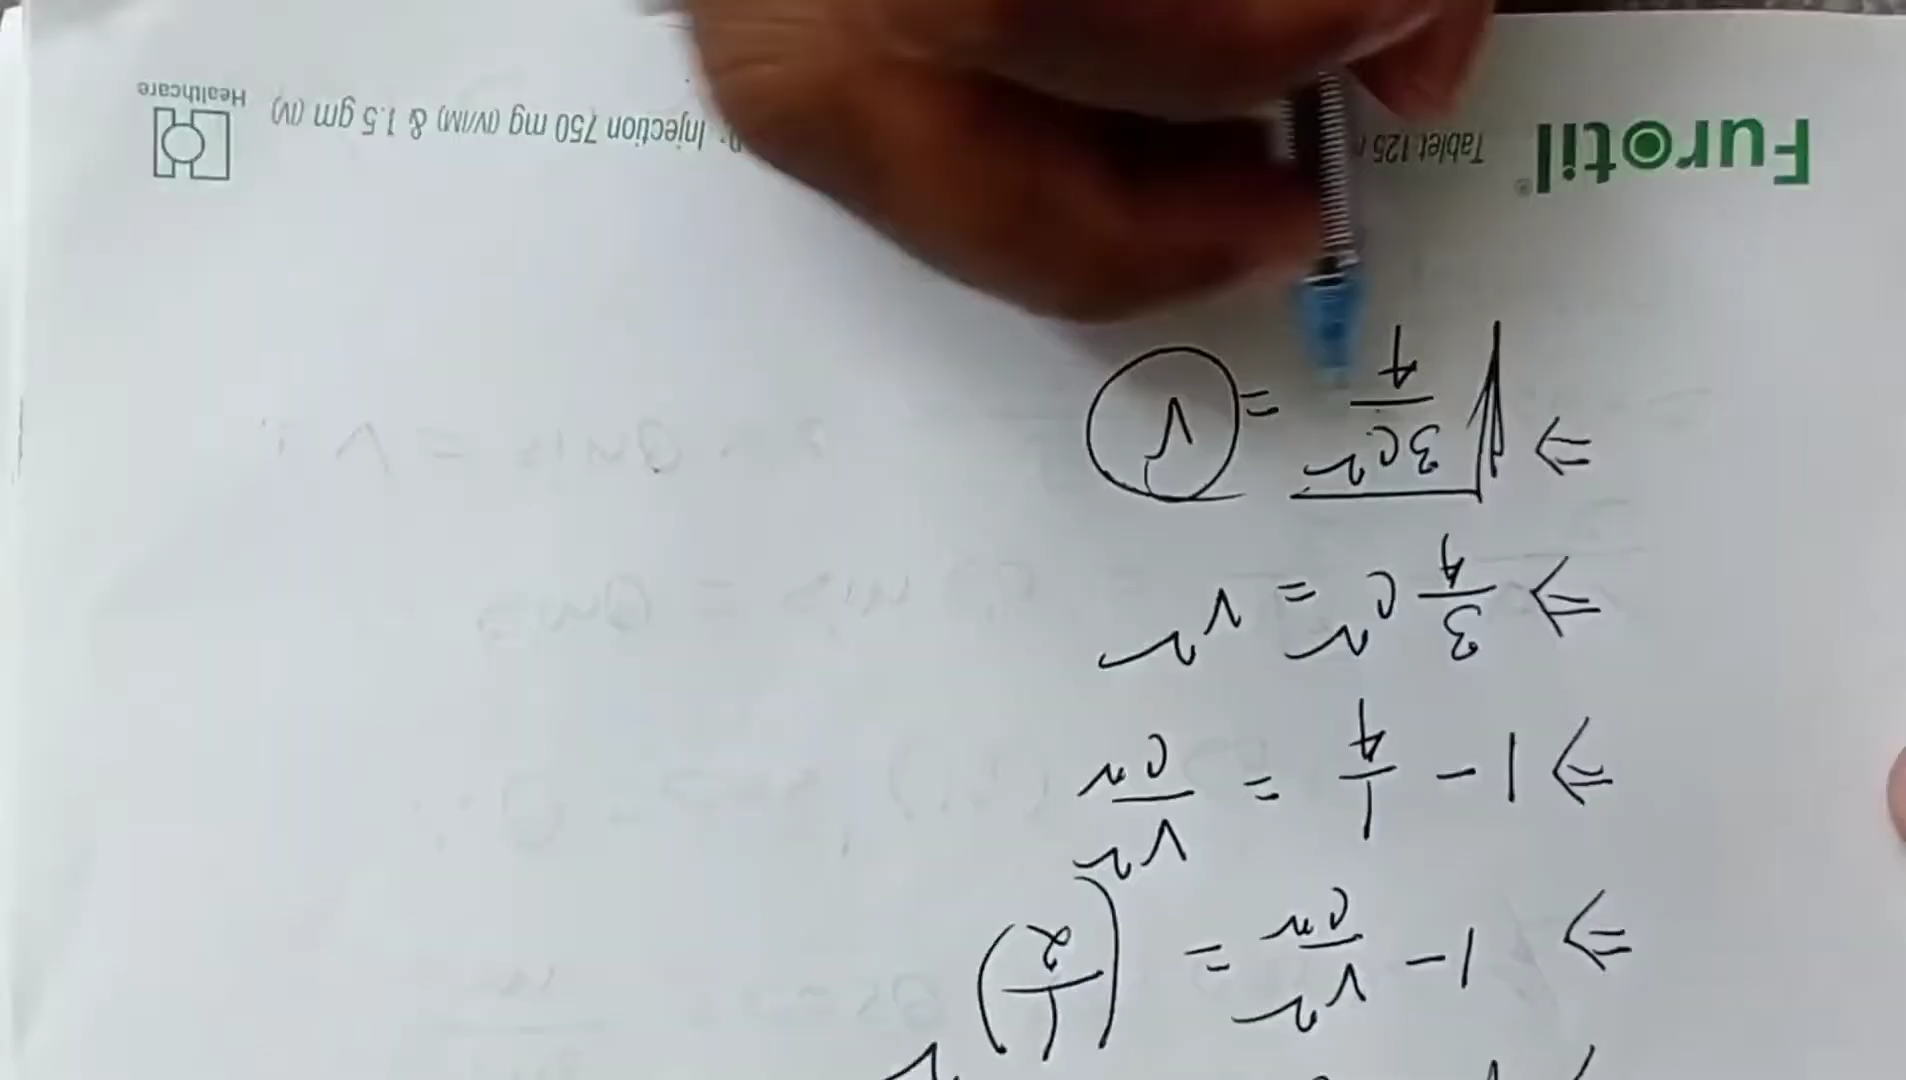 ⇒ 1 - v²/c² = (1/2)²
⇒ 1 - 1/4 = v²/c²
⇒ 3/4 c² = v²
⇒ √(3c²/4) = v
Furotil® Tablet 125 Injection 750 mg (IV/IM) & 1.5 gm (IV) Healthcare